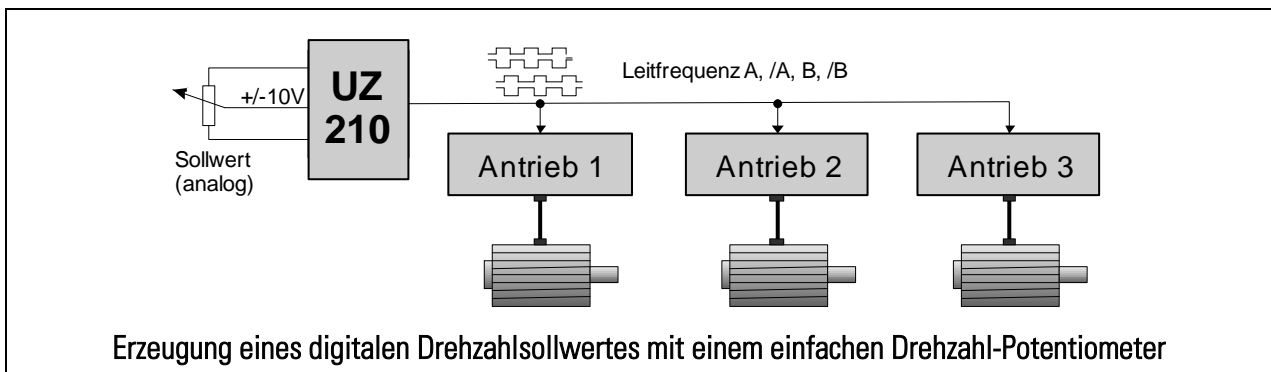 UZ
210
+/-10V
Sollwert
(analog)
Leitfrequenz A, /A, B, /B
Antrieb 1
Antrieb 2
Antrieb 3
Erzeugung eines digitalen Drehzahlsollwertes mit einem einfachen Drehzahl-Potentiometer